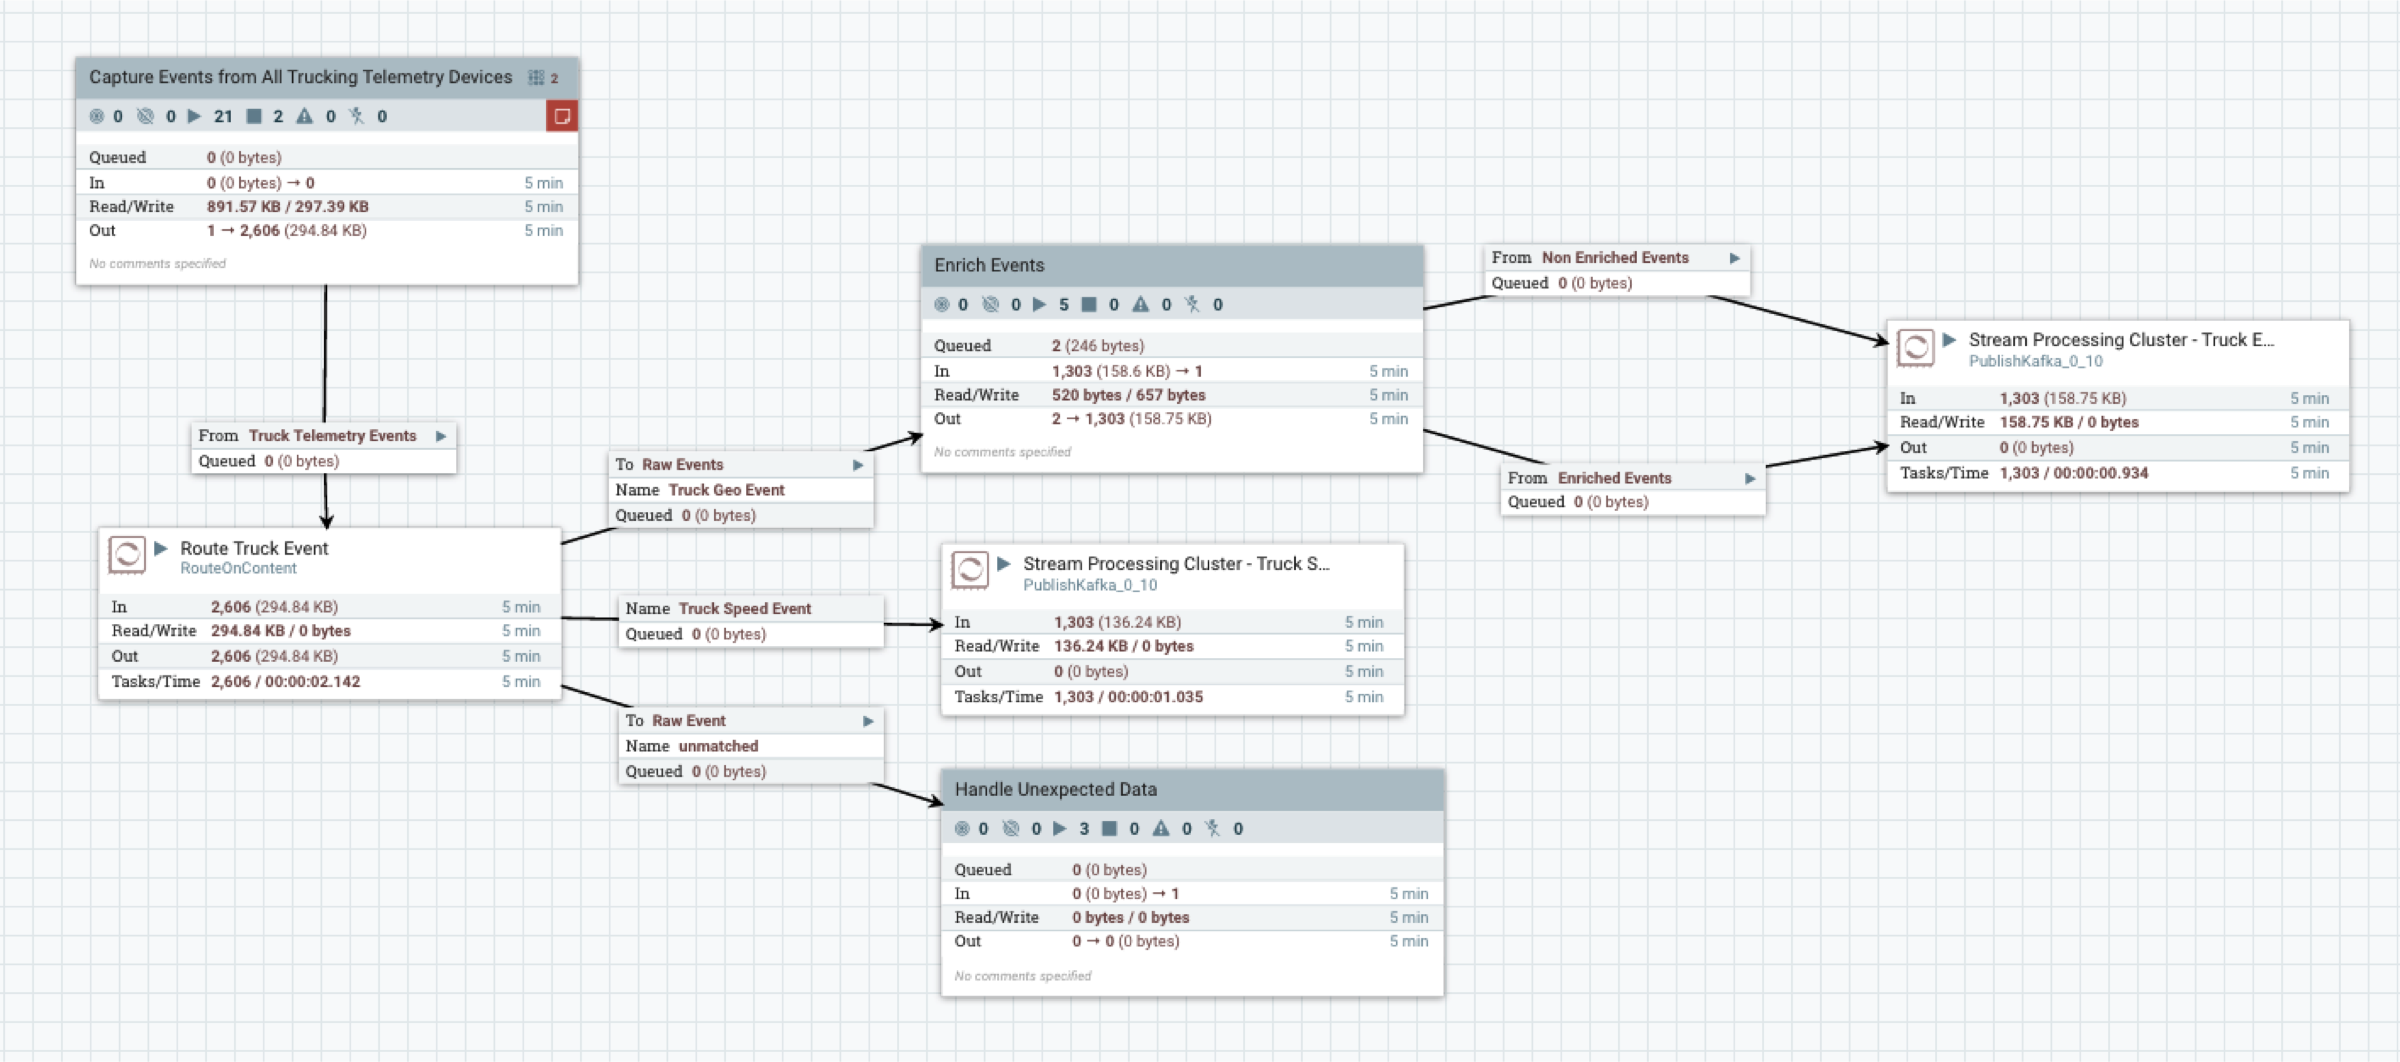 Capture Events from All Trucking Telemetry Devices 2
0 0 21 2 0 0
Queued 0 (0 bytes)
In 0 (0 bytes) → 0 5 min
Read/Write 891.57 KB / 297.39 KB 5 min
Out 1 → 2,606 (294.84 KB) 5 min
No comments specified
From Truck Telemetry Events
Queued 0 (0 bytes)
Route Truck Event
RouteOnContent
In 2,606 (294.84 KB) 5 min
Read/Write 294.84 KB / 0 bytes 5 min
Out 2,606 (294.84 KB) 5 min
Tasks/Time 2,606 / 00:00:02.142 5 min
To Raw Events
Name Truck Geo Event
Queued 0 (0 bytes)
Name Truck Speed Event
Queued 0 (0 bytes)
To Raw Event
Name unmatched
Queued 0 (0 bytes)
Enrich Events
0 0 5 0 0 0
Queued 2 (246 bytes)
In 1,303 (158.6 KB) → 1 5 min
Read/Write 520 bytes / 657 bytes 5 min
Out 2 → 1,303 (158.75 KB) 5 min
No comments specified
Stream Processing Cluster - Truck S...
PublishKafka_0_10
In 1,303 (136.24 KB) 5 min
Read/Write 136.24 KB / 0 bytes 5 min
Out 0 (0 bytes) 5 min
Tasks/Time 1,303 / 00:00:01.035 5 min
Handle Unexpected Data
0 0 3 0 0 0
Queued 0 (0 bytes)
In 0 (0 bytes) → 1 5 min
Read/Write 0 bytes / 0 bytes 5 min
Out 0 → 0 (0 bytes) 5 min
No comments specified
From Non Enriched Events
Queued 0 (0 bytes)
From Enriched Events
Queued 0 (0 bytes)
Stream Processing Cluster - Truck E...
PublishKafka_0_10
In 1,303 (158.75 KB) 5 min
Read/Write 158.75 KB / 0 bytes 5 min
Out 0 (0 bytes) 5 min
Tasks/Time 1,303 / 00:00:00.934 5 min